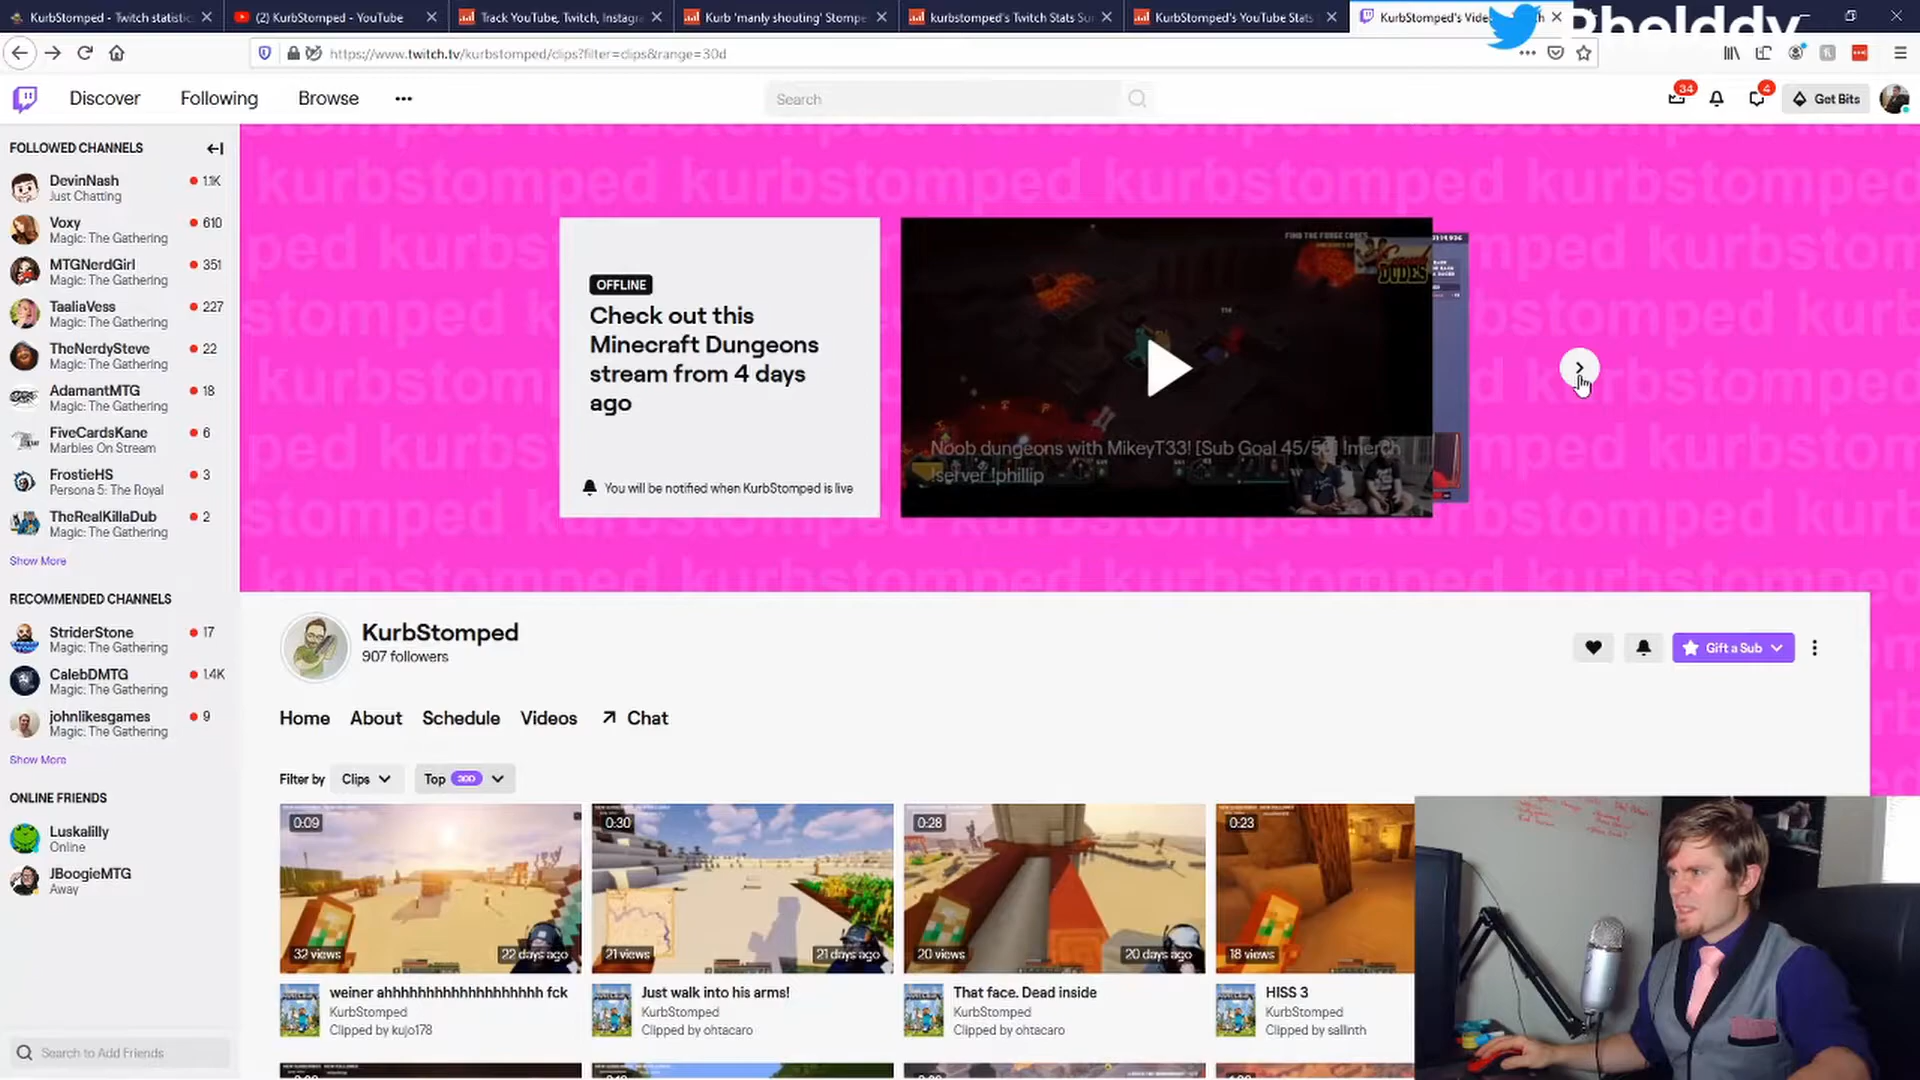 KurbStomped - Twitch statistic
(2) KurbStomped - YouTube
Track YouTube, Twitch, Instagra
Kurb 'manly shouting' Stompe
kurbstomped's Twitch Stats Su
KurbStomped's YouTube Stats
KurbStomped's Vide
Phelddy
https://www.twitch.tv/kurbstomped/clips?filter=clips&range=30d
Discover
Following
Browse
Search
34
4
Get Bits
FOLLOWED CHANNELS
DevinNash
1.1K
Just Chatting
Voxy
610
Magic: The Gathering
MTGNerdGirl
351
Magic: The Gathering
TaaliaVess
227
Magic: The Gathering
TheNerdySteve
22
Magic: The Gathering
AdamantMTG
18
Magic: The Gathering
FiveCardsKane
6
Marbles On Stream
FrostieHS
3
Persona 5: The Royal
TheRealKillaDub
2
Magic: The Gathering
Show More
RECOMMENDED CHANNELS
StriderStone
17
Magic: The Gathering
CalebDMTG
1.4K
Magic: The Gathering
johnlikesgames
9
Magic: The Gathering
Show More
ONLINE FRIENDS
Luskalilly
Online
JBoogieMTG
Away
Search to Add Friends
kurbstomped kurbstomped kurbstomped kurbstomped
OFFLINE
Check out this
Minecraft Dungeons
stream from 4 days
ago
You will be notified when KurbStomped is live
DUDES
Noob dungeons with MikeyT33! [Sub Goal 45/50] !merch
!server !phillip
KurbStomped
907 followers
Gift a Sub
Home
About
Schedule
Videos
Chat
Filter by
Clips
Top
30D
0:09
32 views
22 days ago
weiner ahhhhhhhhhhhhhhhhhhh fck
KurbStomped
Clipped by kujo178
0:30
21 views
21 days ago
Just walk into his arms!
KurbStomped
Clipped by ohtacaro
0:28
20 views
20 days ago
That face. Dead inside
KurbStomped
Clipped by ohtacaro
0:23
18 views
HISS 3
KurbStomped
Clipped by sallinth